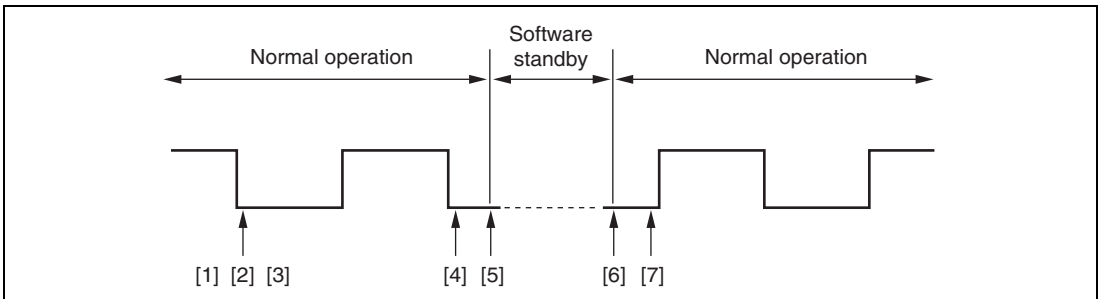 Software
standby
Normal operation
Normal operation
[1] [2] [3]
[4] [5]
[6] [7]